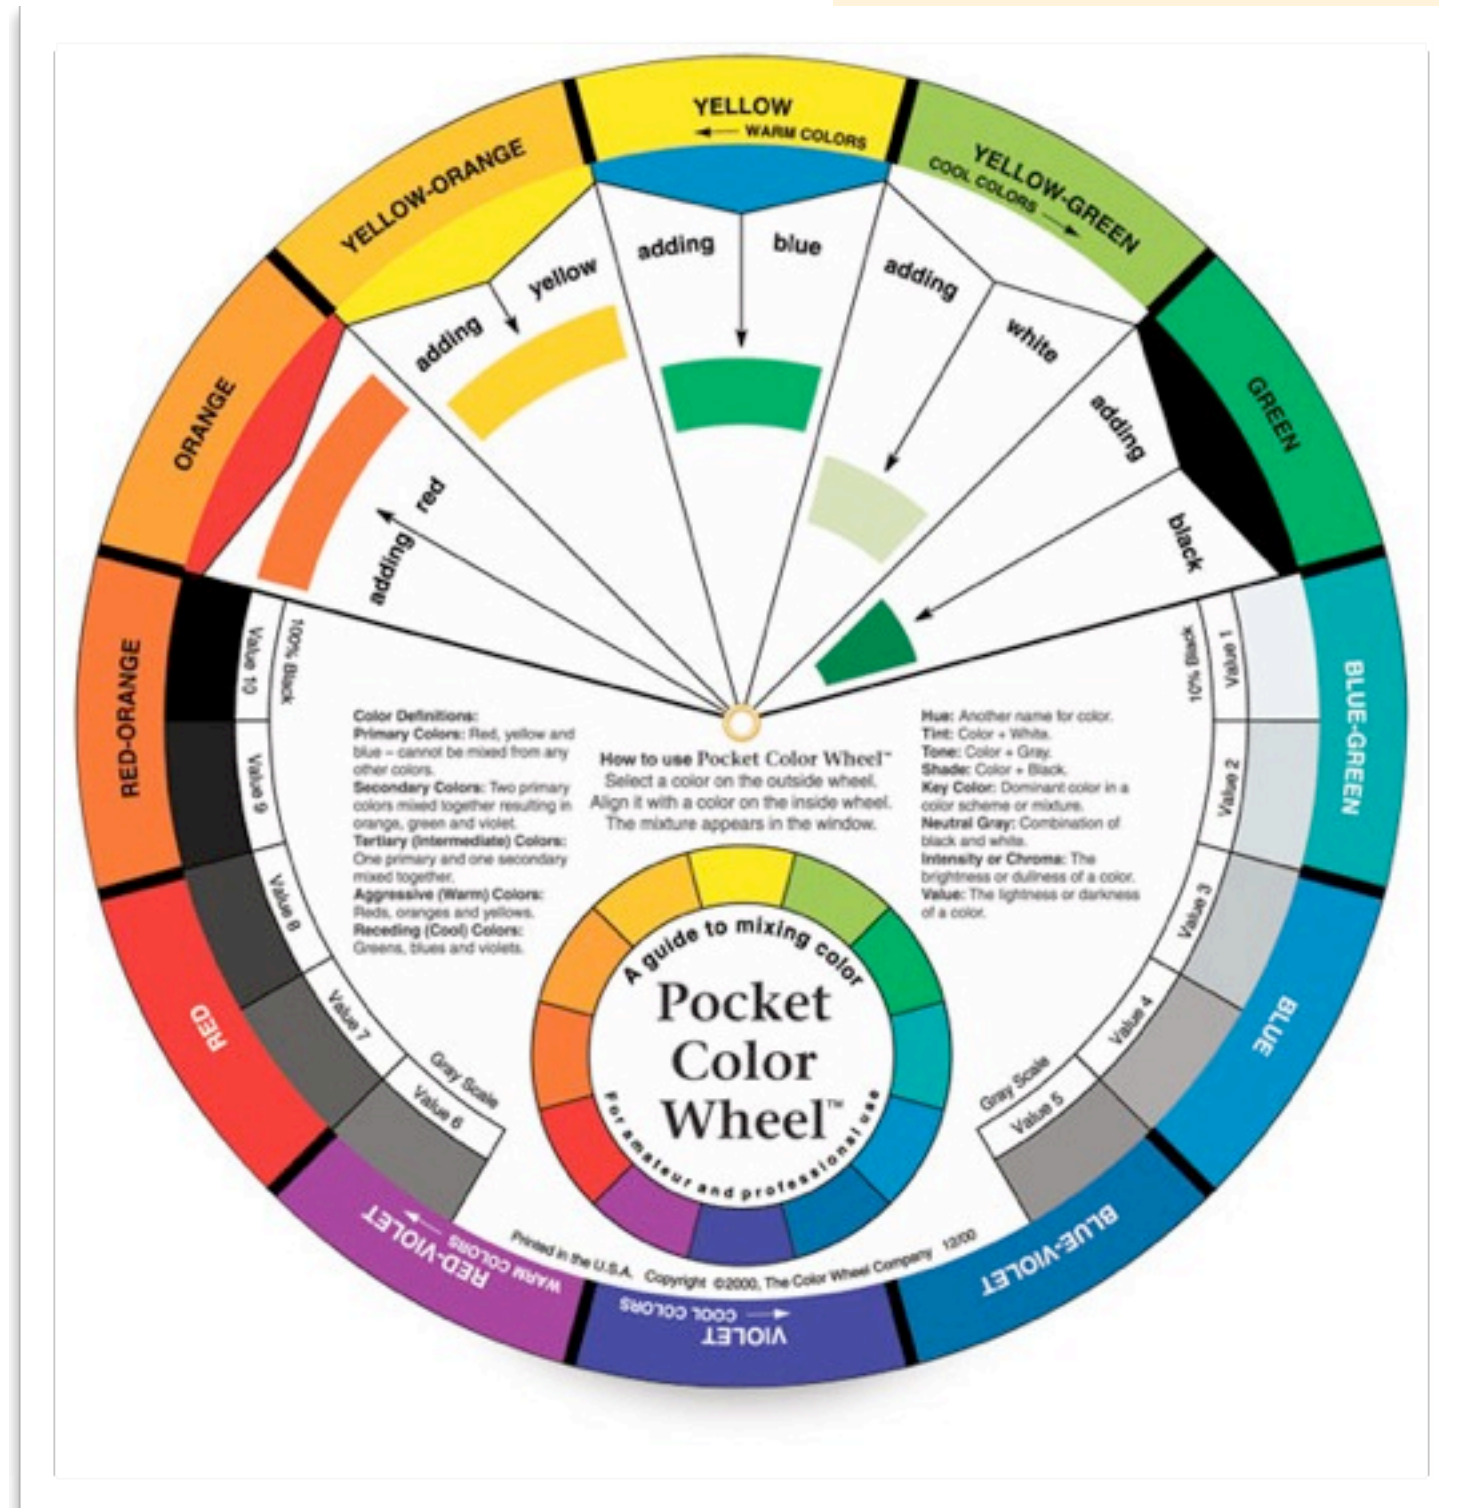 YELLOW
WARM COLORS
YELLOW-GREEN
COOL COLORS
GREEN
BLUE-GREEN
BLUE
BLUE-VIOLET
VIOLET
COOL COLORS
RED-VIOLET
WARM COLORS
RED
RED-ORANGE
ORANGE
YELLOW-ORANGE
adding red
adding yellow
adding blue
adding white
adding black
100% Black
Value 10
Value 9
Value 8
Value 7
Value 6
Gray Scale
10% Black
Value 1
Value 2
Value 3
Value 4
Value 5
Gray Scale
Color Definitions:
Primary Colors: Red, yellow and
blue – cannot be mixed from any
other colors.
Secondary Colors: Two primary
colors mixed together resulting in
orange, green and violet.
Tertiary (Intermediate) Colors:
One primary and one secondary
mixed together.
Aggressive (Warm) Colors:
Reds, oranges and yellows.
Receding (Cool) Colors:
Greens, blues and violets.
How to use Pocket Color Wheel™
Select a color on the outside wheel.
Align it with a color on the inside wheel.
The mixture appears in the window.
Hue: Another name for color.
Tint: Color + White.
Tone: Color + Gray.
Shade: Color + Black.
Key Color: Dominant color in a
color scheme or mixture.
Neutral Gray: Combination of
black and white.
Intensity or Chroma: The
brightness or dullness of a color.
Value: The lightness or darkness
of a color.
A guide to mixing color
Pocket
Color
Wheel™
For amateur and professional use
Printed in the U.S.A. Copyright ©2000, The Color Wheel Company 12/00